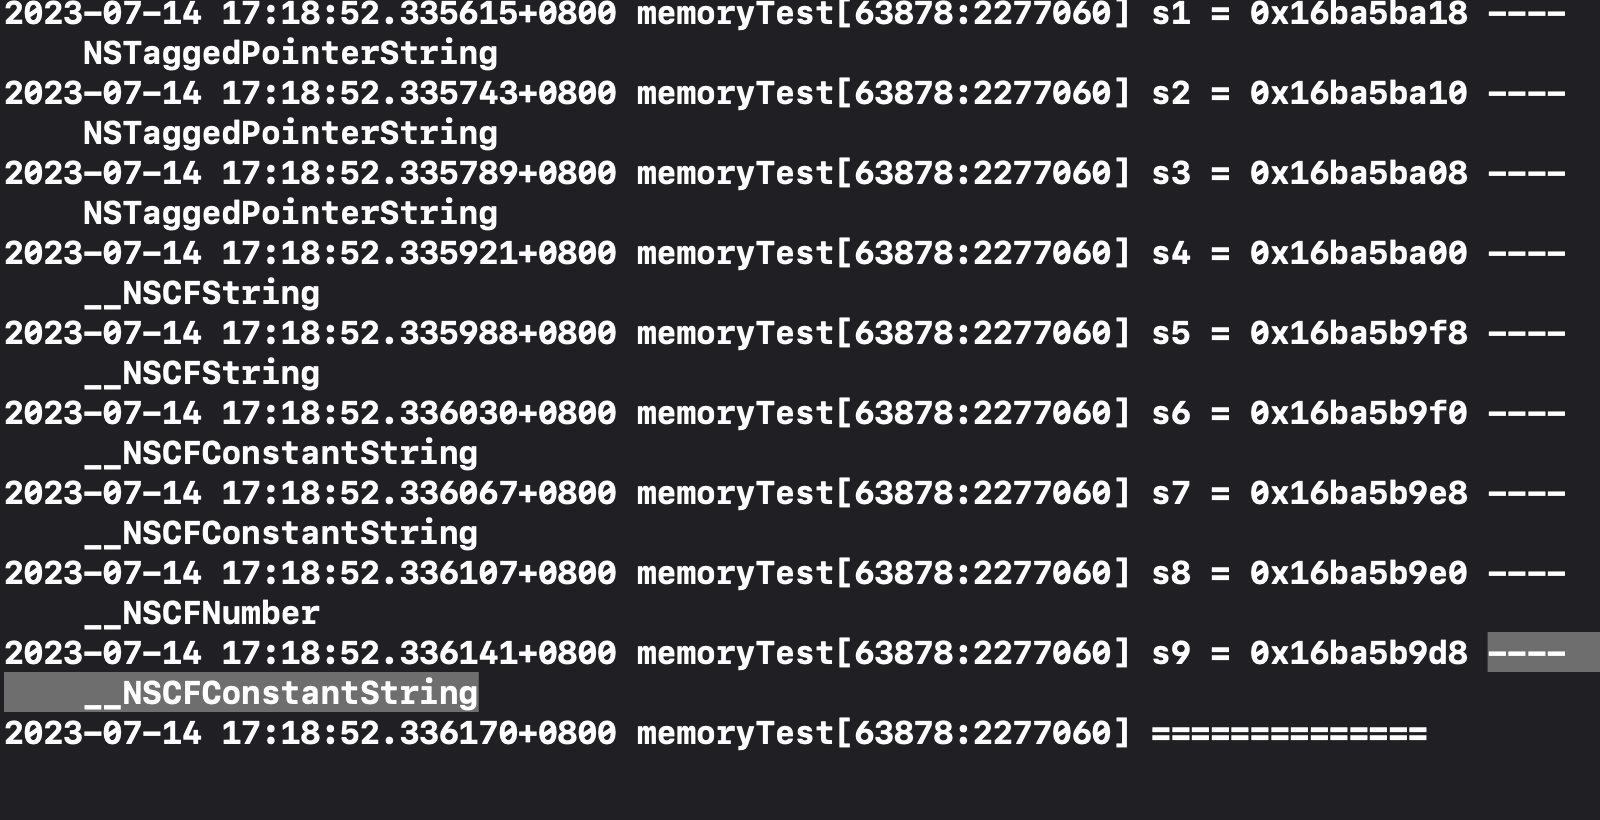 2023-07-14 17:18:52.335615+0800 memoryTest[63878:2277060] s1 = 0x16ba5ba18 ----
NSTaggedPointerString
2023-07-14 17:18:52.335743+0800 memoryTest[63878:2277060] s2 = 0x16ba5ba10 ----
NSTaggedPointerString
2023-07-14 17:18:52.335789+0800 memoryTest[63878:2277060] s3 = 0x16ba5ba08 ----
NSTaggedPointerString
2023-07-14 17:18:52.335921+0800 memoryTest[63878:2277060] s4 = 0x16ba5ba00 ----
__NSCFString
2023-07-14 17:18:52.335988+0800 memoryTest[63878:2277060] s5 = 0x16ba5b9f8 ----
__NSCFString
2023-07-14 17:18:52.336030+0800 memoryTest[63878:2277060] s6 = 0x16ba5b9f0 ----
__NSCFConstantString
2023-07-14 17:18:52.336067+0800 memoryTest[63878:2277060] s7 = 0x16ba5b9e8 ----
__NSCFConstantString
2023-07-14 17:18:52.336107+0800 memoryTest[63878:2277060] s8 = 0x16ba5b9e0 ----
__NSCFNumber
2023-07-14 17:18:52.336141+0800 memoryTest[63878:2277060] s9 = 0x16ba5b9d8 ----
__NSCFConstantString
2023-07-14 17:18:52.336170+0800 memoryTest[63878:2277060] ==============